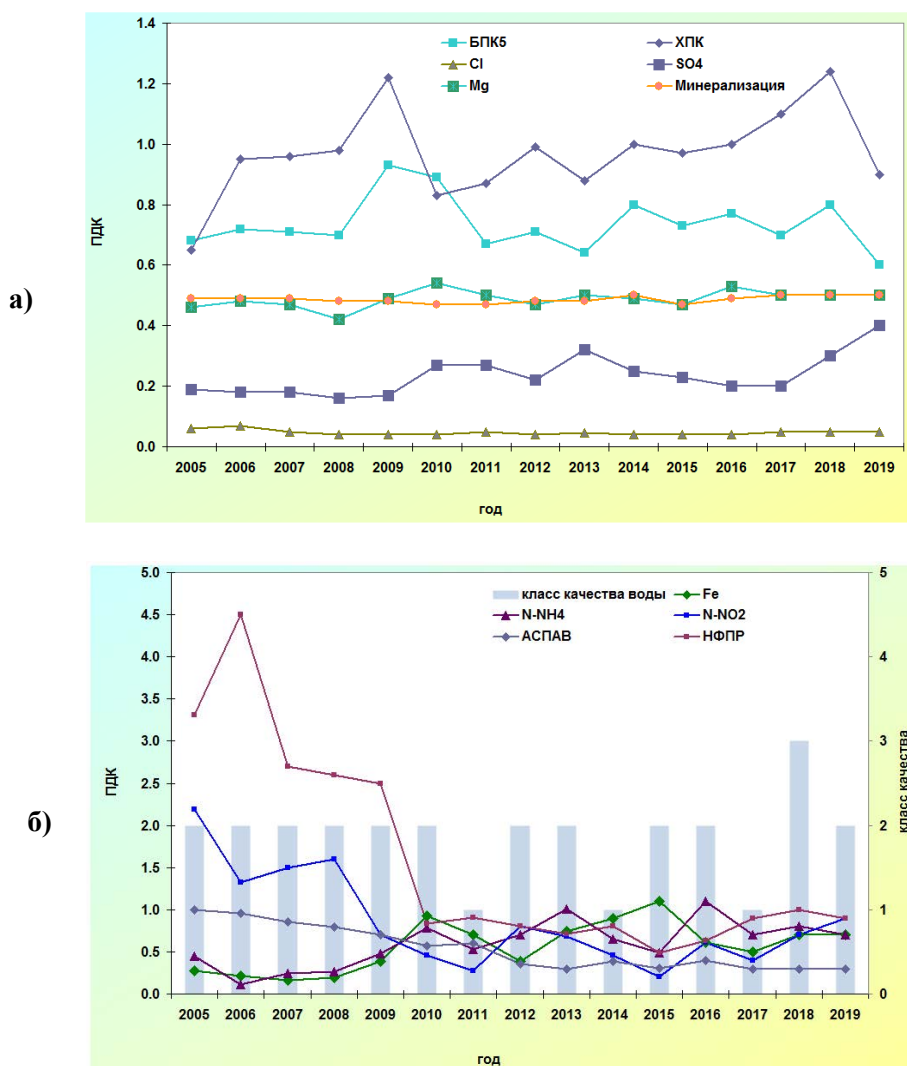 а)
ПДК
1.4
1.2
1.0
0.8
0.6
0.4
0.2
0.0
БПК5 ХПК
Cl SO4
Mg Минерализация
2005 2006 2007 2008 2009 2010 2011 2012 2013 2014 2015 2016 2017 2018 2019
год
б)
ПДК
5.0
4.5
4.0
3.5
3.0
2.5
2.0
1.5
1.0
0.5
0.0
класс качества воды Fe
N-NH4 N-NO2
АСПАВ НФПР
5
4
3
2
1
0
класс качества
2005 2006 2007 2008 2009 2010 2011 2012 2013 2014 2015 2016 2017 2018 2019
год